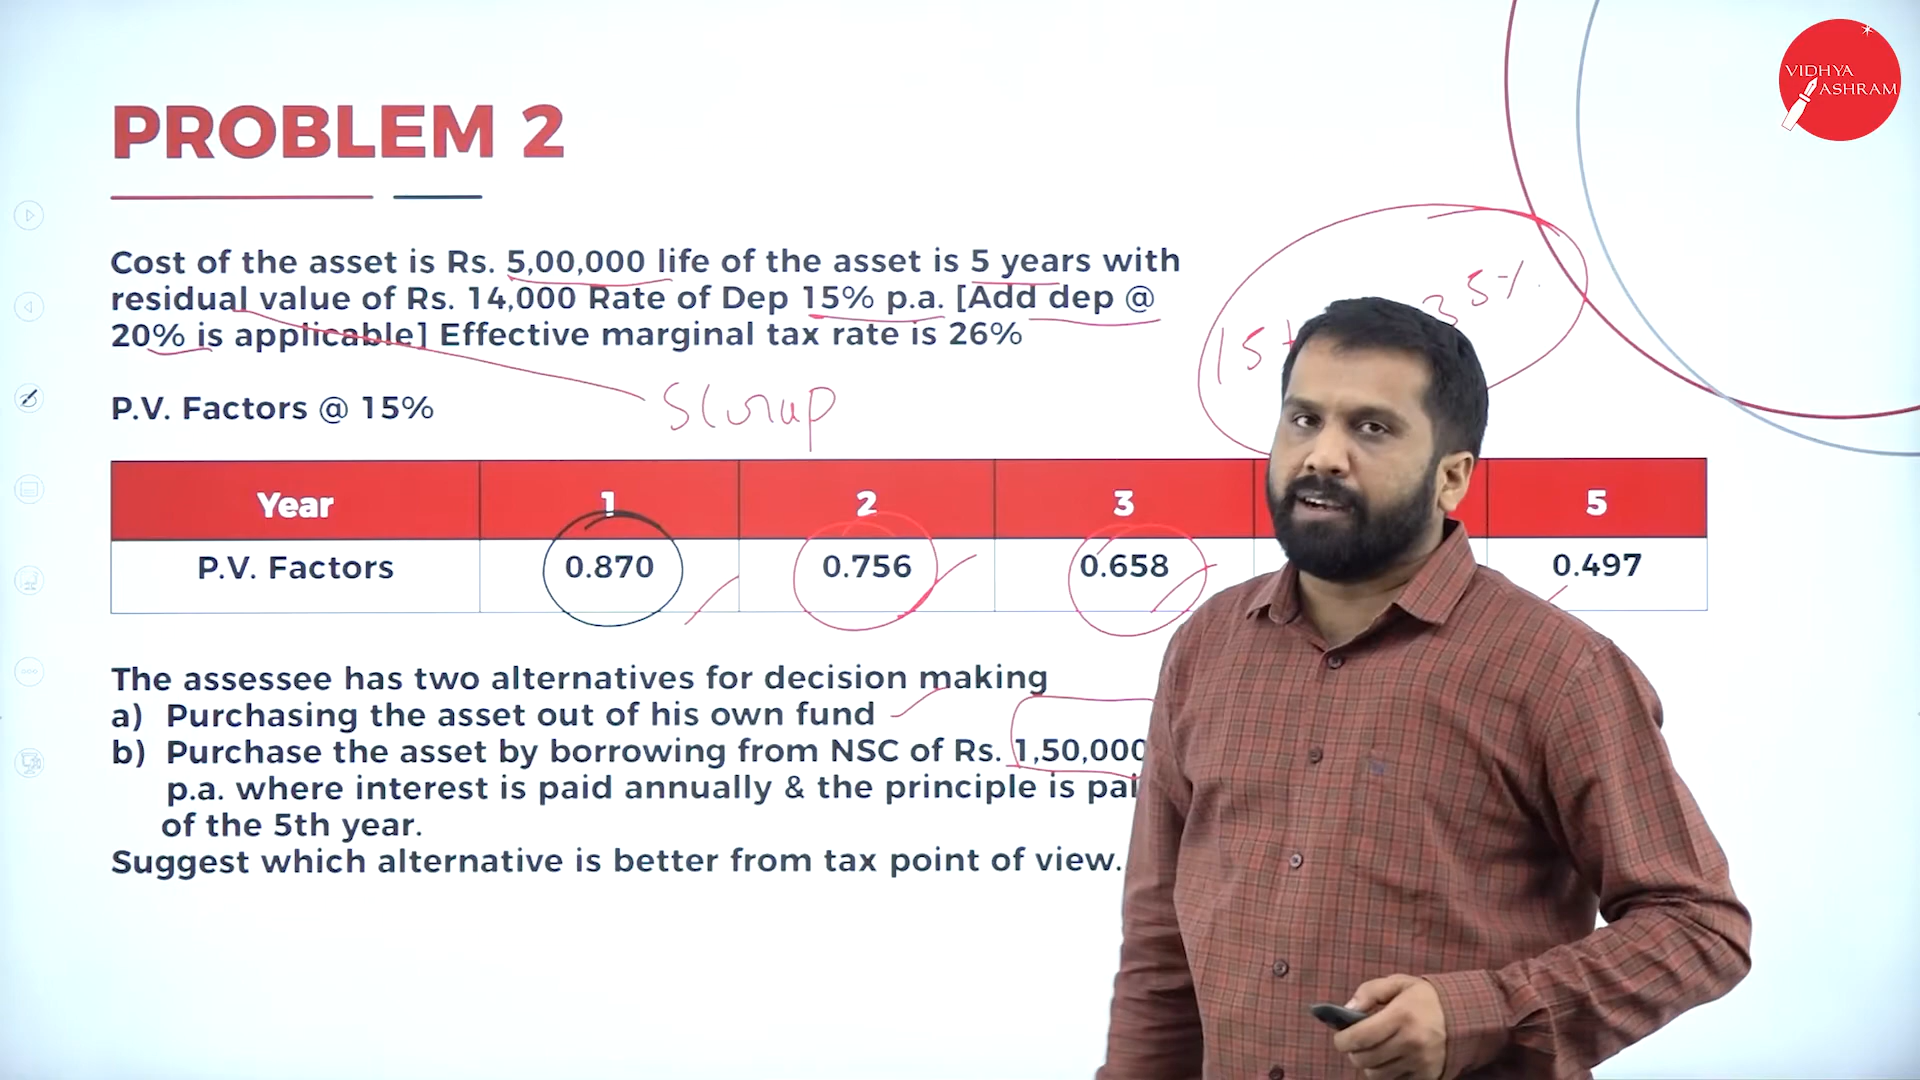 VIDHYA
ASHRAM
PROBLEM 2
Cost of the asset is Rs. 5,00,000 life of the asset is 5 years with
residual value of Rs. 14,000 Rate of Dep 15% p.a. [Add dep @
20% is applicable] Effective marginal tax rate is 26%
15+ 35%
P.V. Factors @ 15%
Year 1 2 3 5
P.V. Factors 0.870 0.756 0.658 0.497
The assessee has two alternatives for decision making
a) Purchasing the asset out of his own fund
b) Purchase the asset by borrowing from NSC of Rs. 1,50,000
p.a. where interest is paid annually & the principle is
of the 5th year.
Suggest which alternative is better from tax point of view.